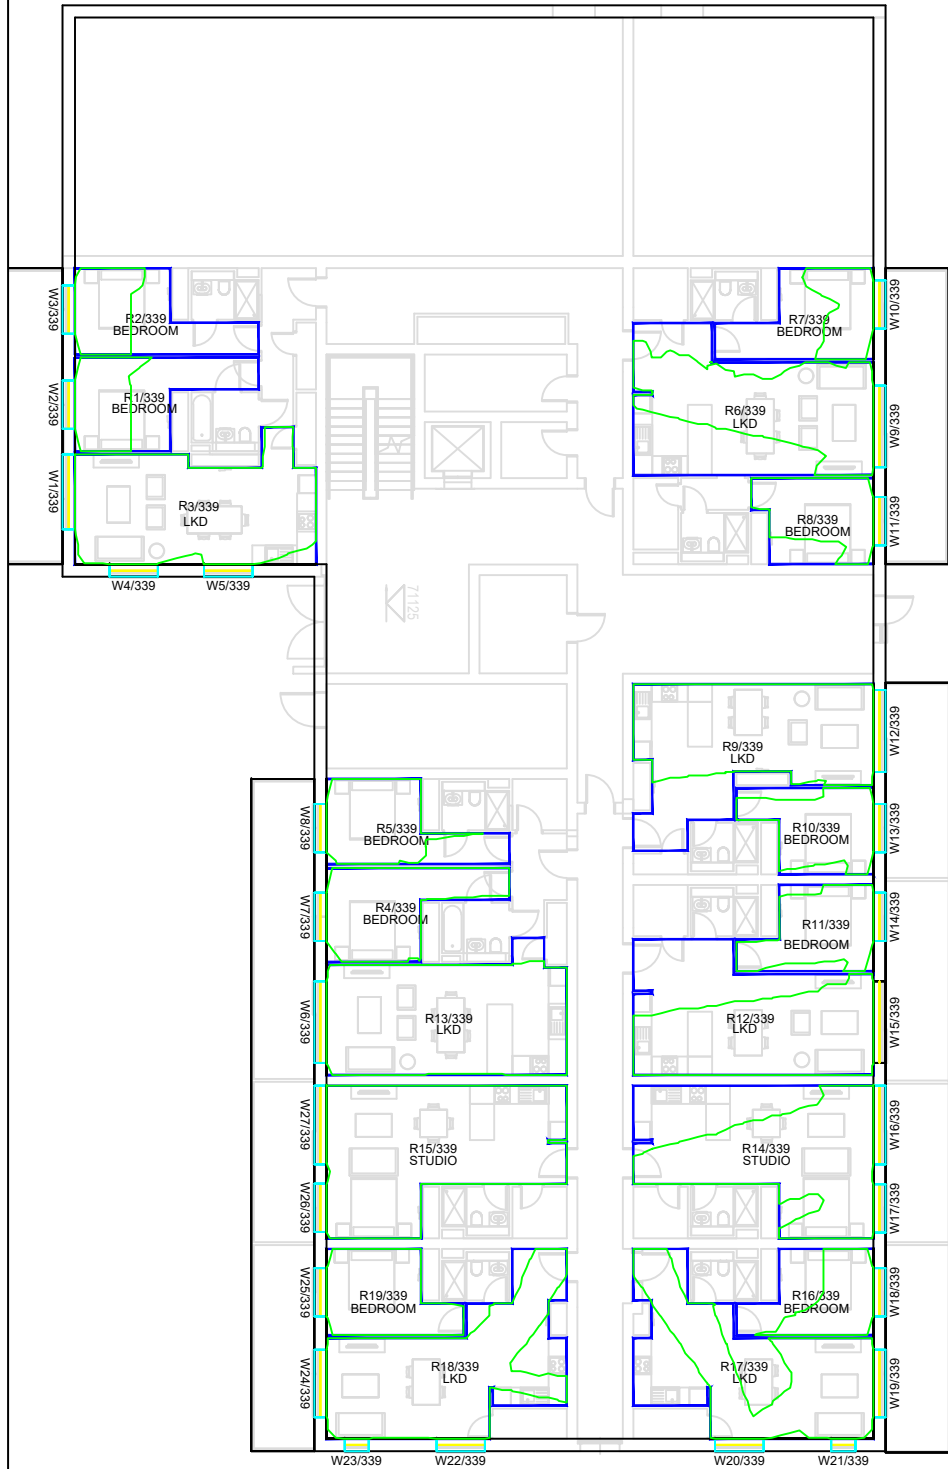 W3/339
R2/339
BEDROOM
R7/339
BEDROOM
W10/339
W2/339
R1/339
BEDROOM
R6/339
LKD
W9/339
W1/339
R3/339
LKD
R8/339
BEDROOM
W11/339
W4/339
W5/339
71125
R9/339
LKD
W12/339
W8/339
R5/339
BEDROOM
R10/339
BEDROOM
W13/339
W7/339
R4/339
BEDROOM
R11/339
BEDROOM
W14/339
W6/339
R13/339
LKD
R12/339
LKD
W15/339
W27/339
R15/339
STUDIO
R14/339
STUDIO
W16/339
W26/339
W17/339
W25/339
R19/339
BEDROOM
R16/339
BEDROOM
W18/339
W24/339
R18/339
LKD
R17/339
LKD
W19/339
W23/339
W22/339
W20/339
W21/339